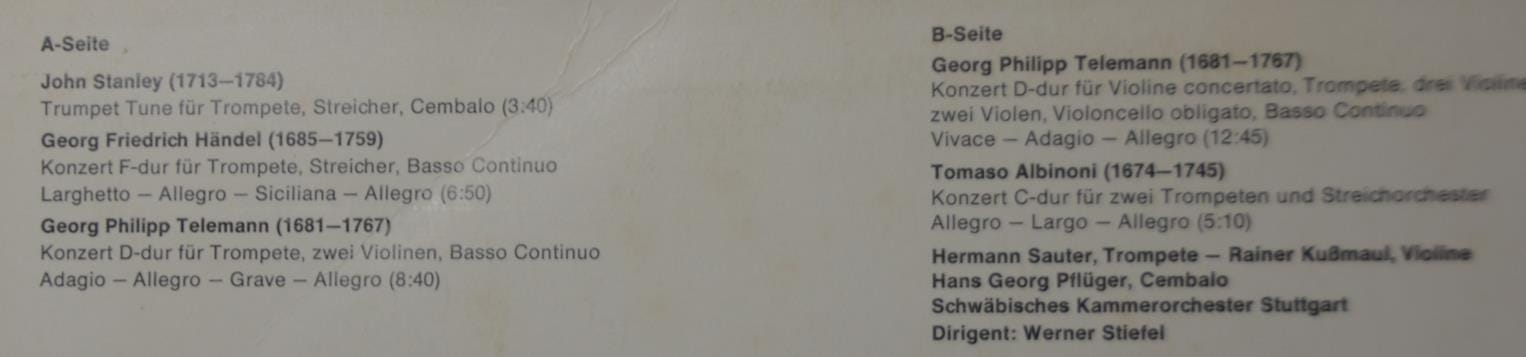 A-Seite
John Stanley (1713—1784)
Trumpet Tune für Trompete, Streicher, Cembalo (3:40)
Georg Friedrich Händel (1685—1759)
Konzert F-dur für Trompete, Streicher, Basso Continuo
Larghetto — Allegro — Siciliana — Allegro (6:50)
Georg Philipp Telemann (1681—1767)
Konzert D-dur für Trompete, zwei Violinen, Basso Continuo
Adagio — Allegro — Grave — Allegro (8:40)
B-Seite
Georg Philipp Telemann (1681—1767)
Konzert D-dur für Violine concertato, Trompete, drei
zwei Violen, Violoncello obligato, Basso Continuo
Vivace — Adagio — Allegro (12:45)
Tomaso Albinoni (1674—1745)
Konzert C-dur für zwei Trompeten und Streichorchester
Allegro — Largo — Allegro (5:10)
Hermann Sauter, Trompete — Rainer Kußmaul, Violine
Hans Georg Pflüger, Cembalo
Schwäbisches Kammerorchester Stuttgart
Dirigent: Werner Stiefel